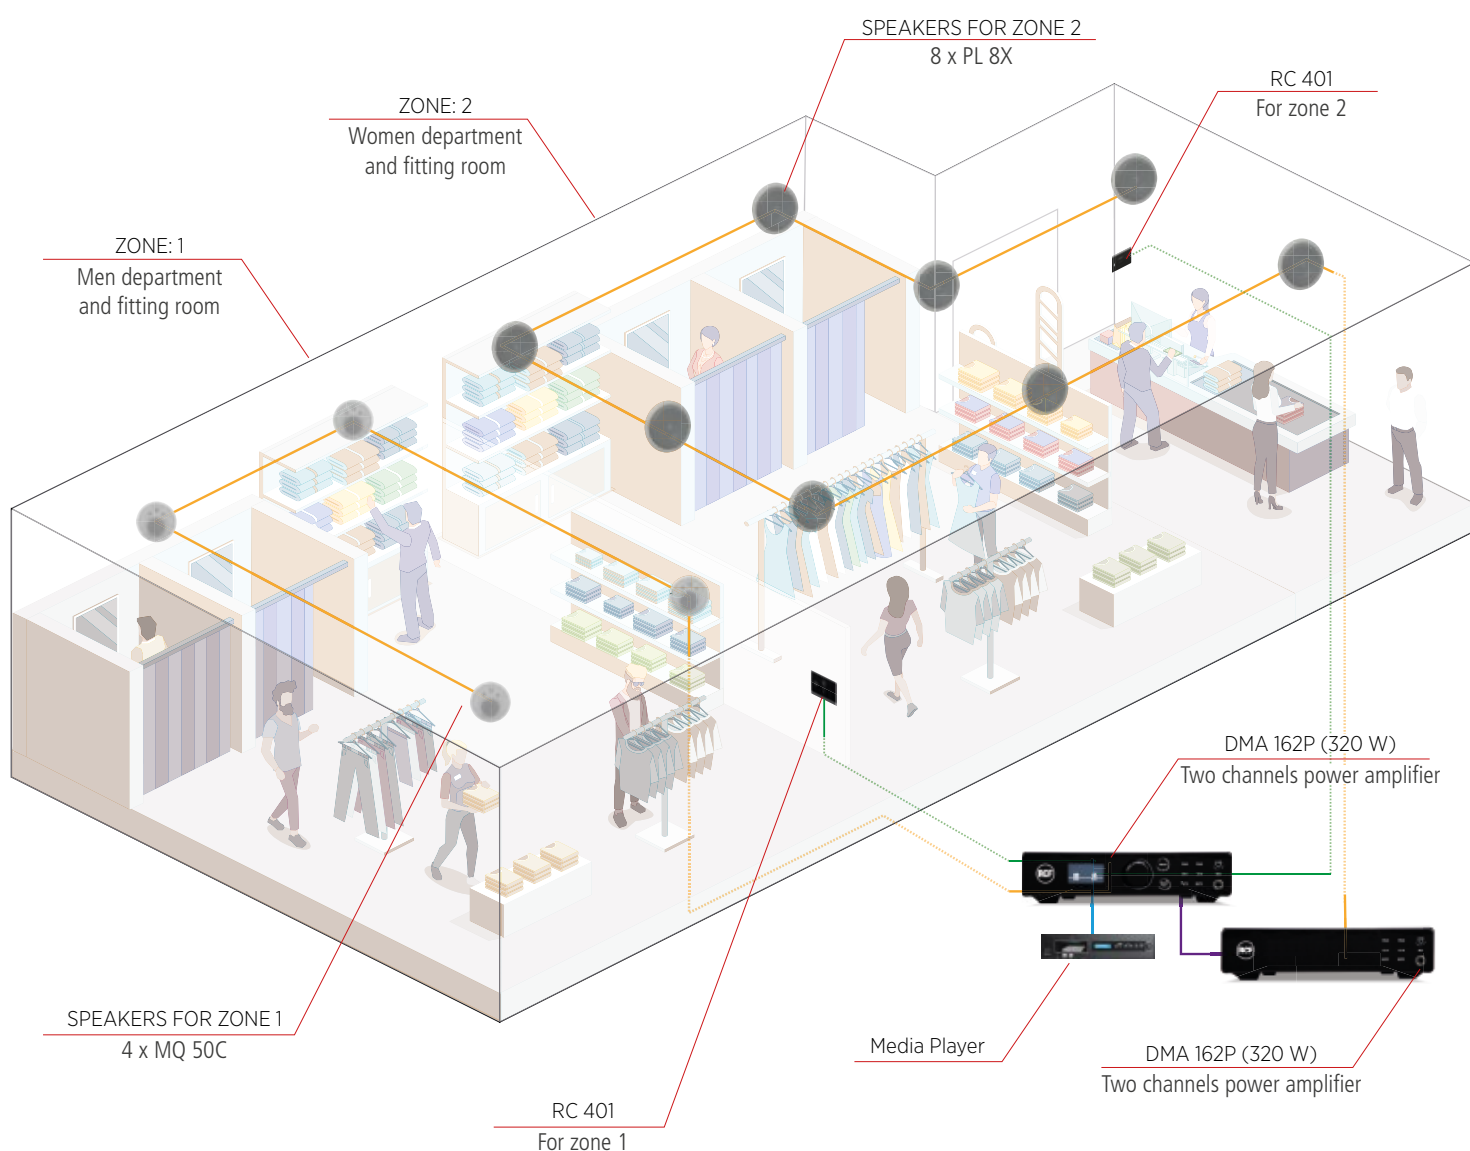 SPEAKERS FOR ZONE 2
8 x PL 8X
RC 401
For zone 2
ZONE: 2
Women department
and fitting room
ZONE: 1
Men department
and fitting room
DMA 162P (320 W)
Two channels power amplifier
RCF
SPEAKERS FOR ZONE 1
4 x MQ 50C
Media Player
DMA 162P (320 W)
Two channels power amplifier
RC 401
For zone 1